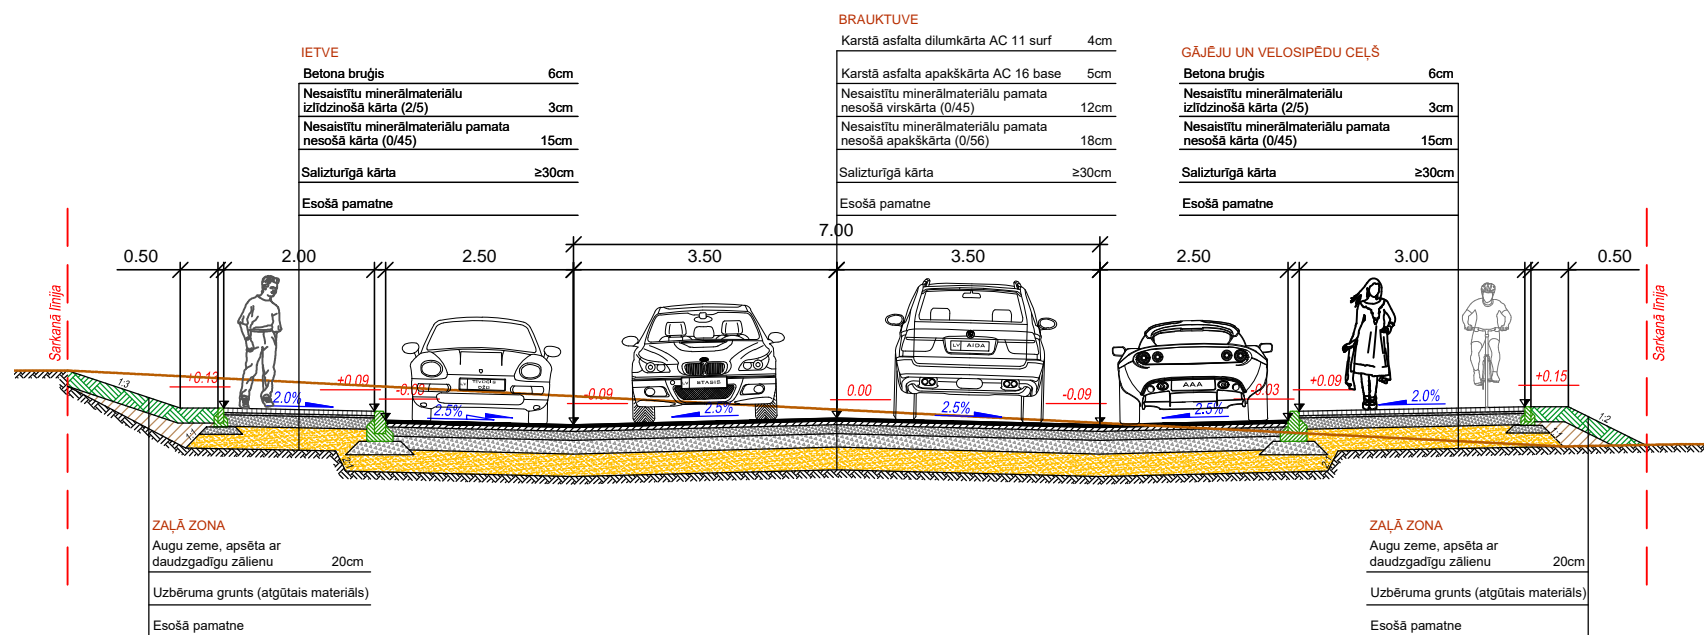 BRAUKTUVE
Karstā asfalta dilumkārta AC 11 surf 4cm
Karstā asfalta apakškārta AC 16 base 5cm
Nesaistītu minerālmateriālu pamata
nesošā virskārta (0/45) 12cm
Nesaistītu minerālmateriālu pamata
nesošā apakškārta (0/56) 18cm
Salizturīgā kārta ≥30cm
Esošā pamatne
IETVE
Betona bruģis 6cm
Nesaistītu minerālmateriālu
izlīdzinošā kārta (2/5) 3cm
Nesaistītu minerālmateriālu pamata
nesošā kārta (0/45) 15cm
Salizturīgā kārta ≥30cm
Esošā pamatne
GĀJĒJU UN VELOSIPĒDU CEĻŠ
Betona bruģis 6cm
Nesaistītu minerālmateriālu
izlīdzinošā kārta (2/5) 3cm
Nesaistītu minerālmateriālu pamata
nesošā kārta (0/45) 15cm
Salizturīgā kārta ≥30cm
Esošā pamatne
7.00
0.50 2.00 2.50 3.50 3.50 2.50 3.00 0.50
Sarkanā līnija
Sarkanā līnija
1:3 +0.13 +0.09 -0.09 0.00 -0.09 -0.03 +0.09 +0.15 1:2
LV STASIS
LV AIDA
AAA
2.0% 2.5% 2.5% 2.5% 2.5% 2.0%
ZAĻĀ ZONA
Augu zeme, apsēta ar
daudzgadīgu zālienu 20cm
Uzbēruma grunts (atgūtais materiāls)
Esošā pamatne
ZAĻĀ ZONA
Augu zeme, apsēta ar
daudzgadīgu zālienu 20cm
Uzbēruma grunts (atgūtais materiāls)
Esošā pamatne